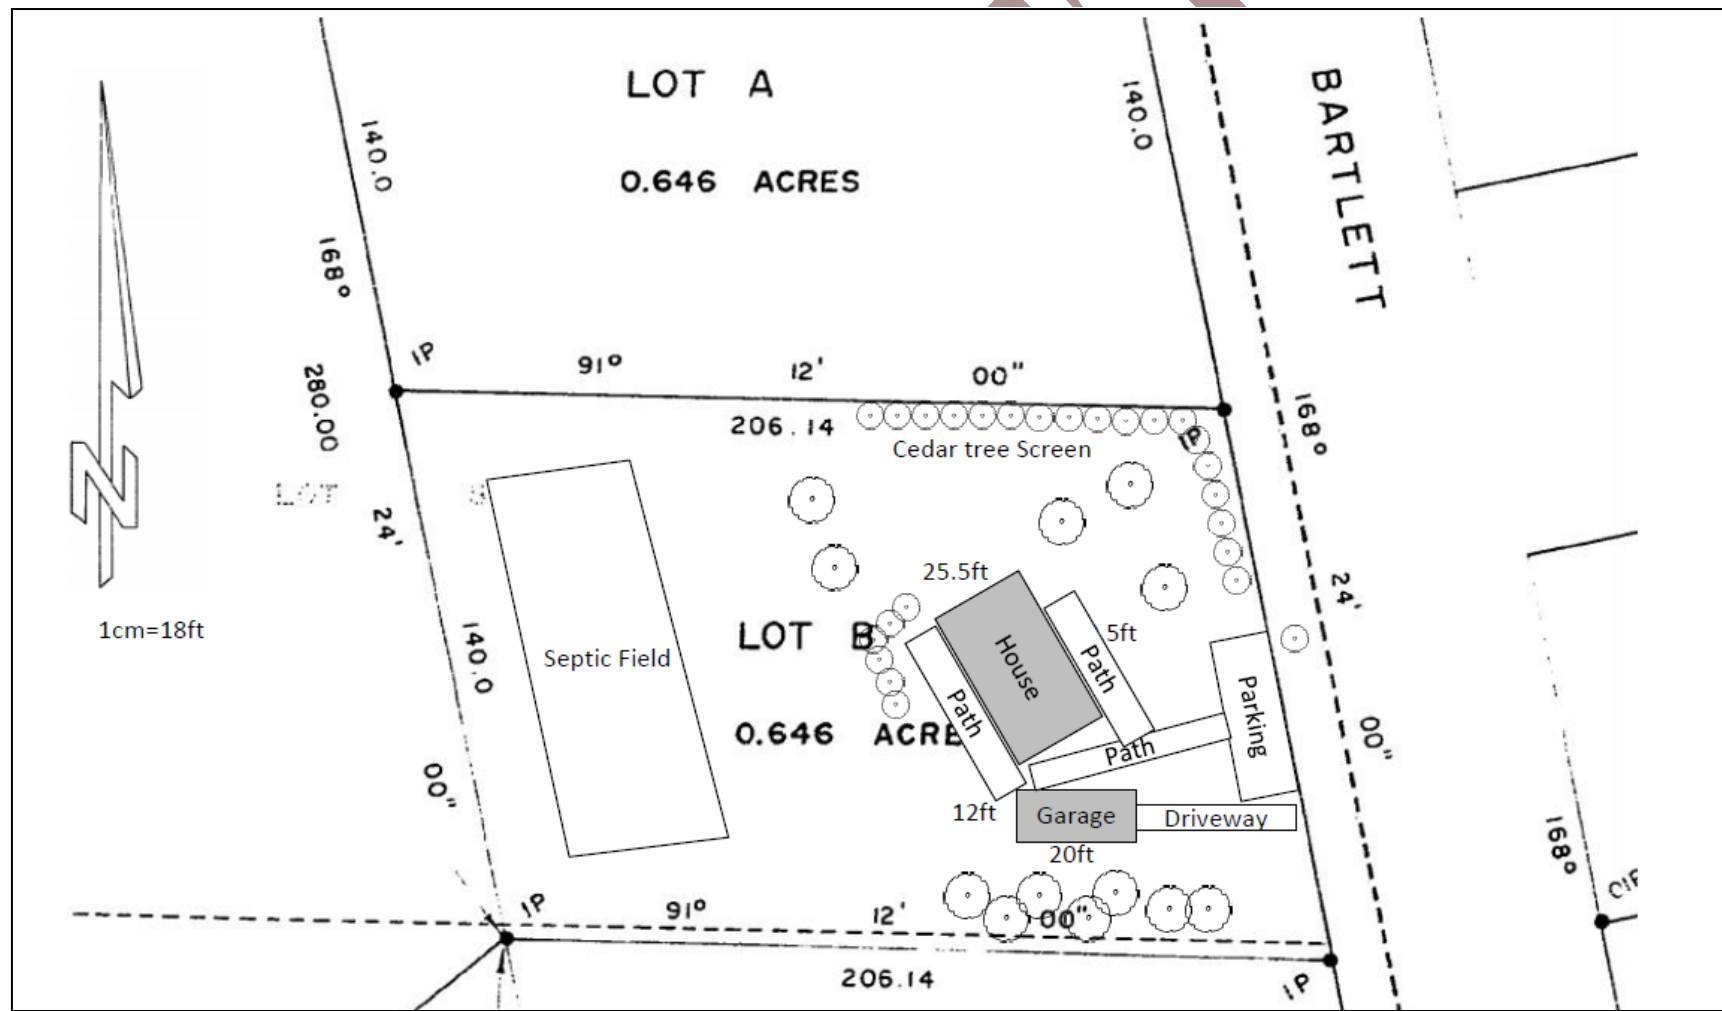 LOT A
0.646 ACRES
140.0
140.0
BARTLETT
168°
280.00
IP
91° 12' 00"
206.14
IP
Cedar tree Screen
168°
24'
00"
N
1cm=18ft
LOT
24'
140.0
00"
Septic Field
LOT B
0.646 ACRE
25.5ft
House
5ft
Path
Path
Path
Parking
12ft
Garage
Driveway
20ft
IP
91° 12' 00"
206.14
IP
168°